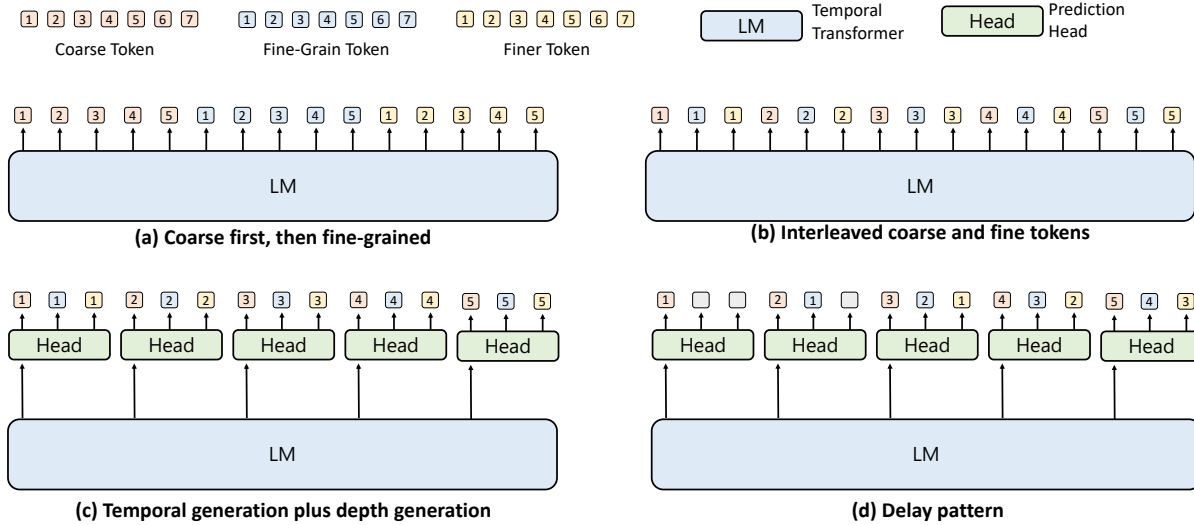 1 2 3 4 5 6 7 1 2 3 4 5 6 7 1 2 3 4 5 6 7
Coarse Token Fine-Grain Token Finer Token
LM Temporal Transformer
Head Prediction Head
1 2 3 4 5 1 2 3 4 5 1 2 3 4 5
LM
(a) Coarse first, then fine-grained
1 1 1 2 2 2 3 3 3 4 4 4 5 5 5
LM
(b) Interleaved coarse and fine tokens
1 1 1 2 2 2 3 3 3 4 4 4 5 5 5
Head Head Head Head Head
LM
(c) Temporal generation plus depth generation
1 2 1 3 2 1 4 3 2 5 4 3
Head Head Head Head Head
LM
(d) Delay pattern